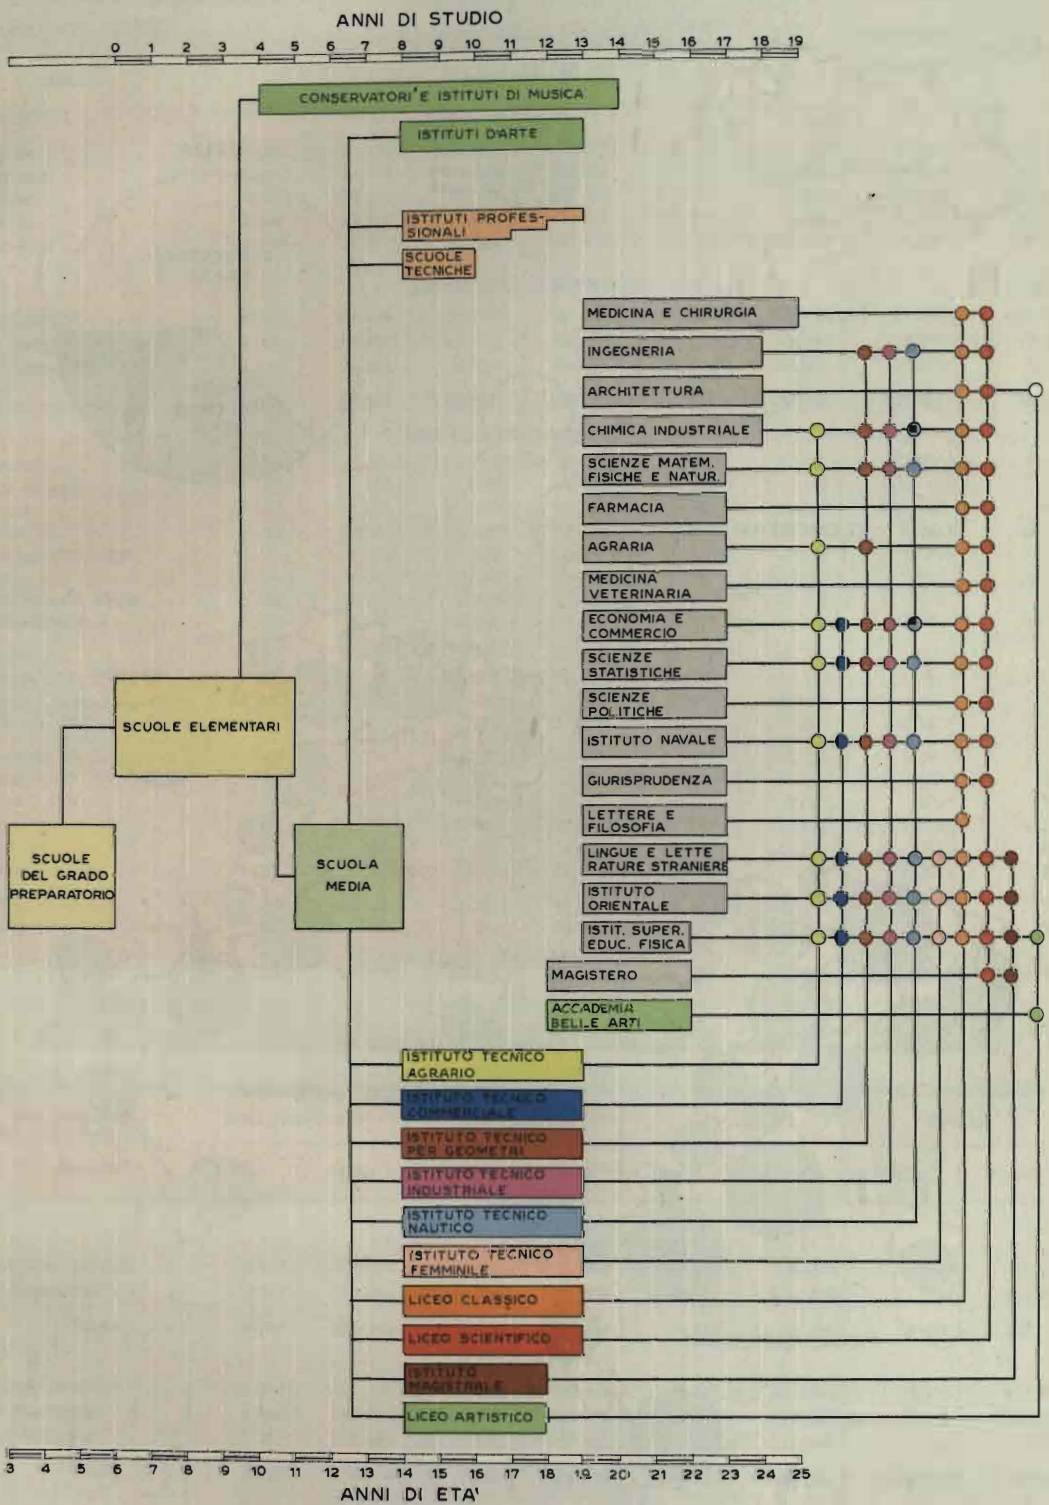 ANNI DI STUDIO
0 1 2 3 4 5 6 7 8 9 10 11 12 13 14 15 16 17 18 19
CONSERVATORI E ISTITUTI DI MUSICA
ISTITUTI D'ARTE
ISTITUTI PROFES-
SIONALI
SCUOLE
TECNICHE
MEDICINA E CHIRURGIA
INGEGNERIA
ARCHITETTURA
CHIMICA INDUSTRIALE
SCIENZE MATEM.
FISICHE E NATUR.
FARMACIA
AGRARIA
MEDICINA
VETERINARIA
ECONOMIA E
COMMERCIO
SCIENZE
STATISTICHE
SCIENZE
POLITICHE
ISTITUTO NAVALE
GIURISPRUDENZA
LETTERE E
FILOSOFIA
LINGUE E LETTE
RATURE STRANIERE
ISTITUTO
ORIENTALE
ISTIT. SUPER.
EDUC. FISICA
MAGISTERO
ACCADEMIA
BELLE ARTI
SCUOLE ELEMENTARI
SCUOLE
DEL GRADO
PREPARATORIO
SCUOLA
MEDIA
ISTITUTO TECNICO
AGRARIO
ISTITUTO TECNICO
COMMERCIALE
ISTITUTO TECNICO
PER GEOMETRI
ISTITUTO TECNICO
INDUSTRIALE
ISTITUTO TECNICO
NAUTICO
ISTITUTO TECNICO
FEMMINILE
LICEO CLASSICO
LICEO SCIENTIFICO
ISTITUTO
MAGISTRALE
LICEO ARTISTICO
3 4 5 6 7 8 9 10 11 12 13 14 15 16 17 18 19 20 21 22 23 24 25
ANNI DI ETA'